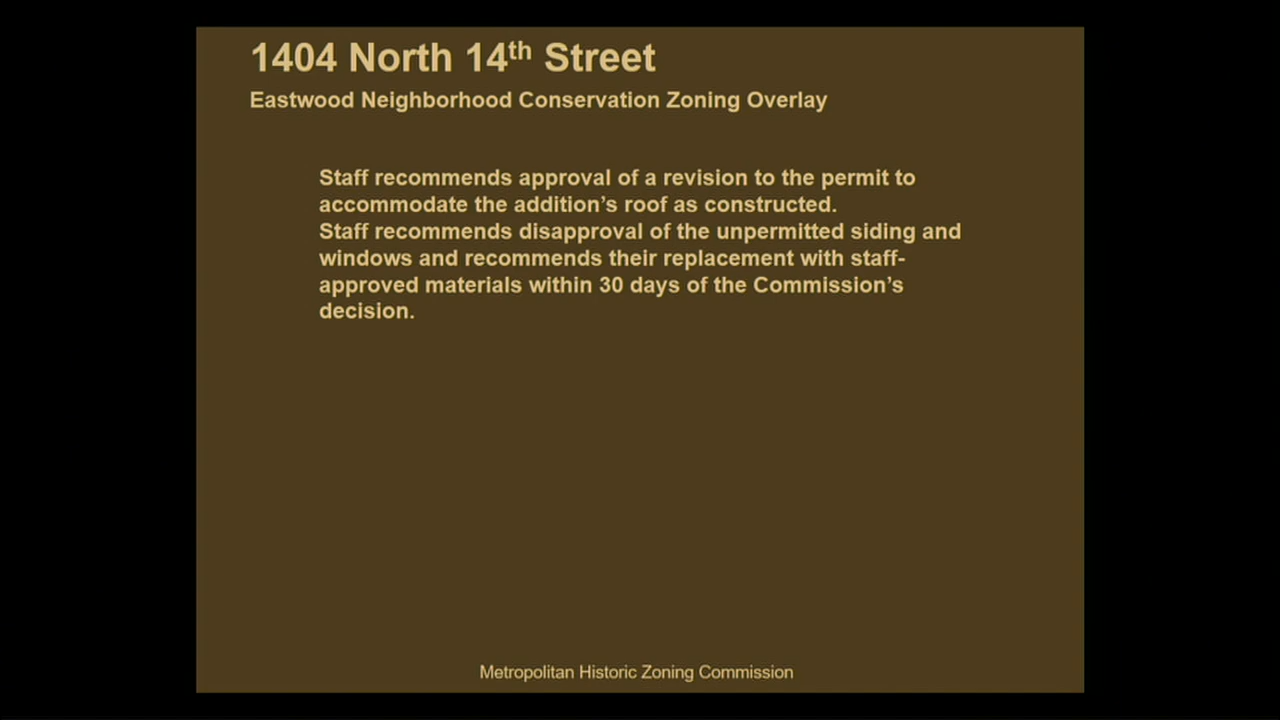 1404 North 14th Street
Eastwood Neighborhood Conservation Zoning Overlay
Staff recommends approval of a revision to the permit to
accommodate the addition’s roof as constructed.
Staff recommends disapproval of the unpermitted siding and
windows and recommends their replacement with staff-
approved materials within 30 days of the Commission’s
decision.
Metropolitan Historic Zoning Commission